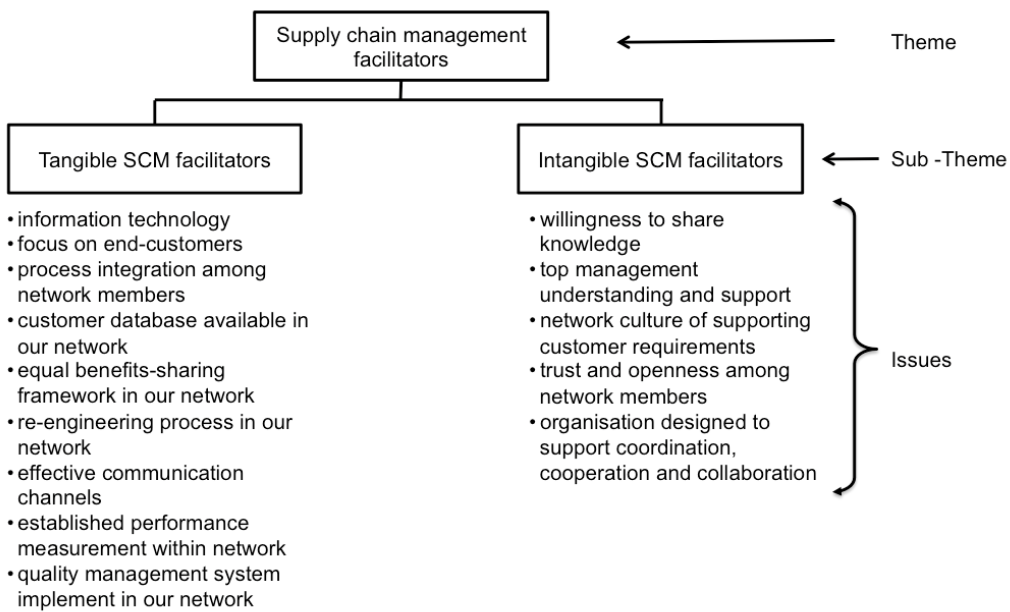 Supply chain management
facilitators
Theme
Tangible SCM facilitators
Intangible SCM facilitators
Sub -Theme
• information technology
• focus on end-customers
• process integration among
network members
• customer database available in
our network
• equal benefits-sharing
framework in our network
• re-engineering process in our
network
• effective communication
channels
• established performance
measurement within network
• quality management system
implement in our network
• willingness to share
knowledge
• top management
understanding and support
• network culture of supporting
customer requirements
• trust and openness among
network members
• organisation designed to
support coordination,
cooperation and collaboration
Issues